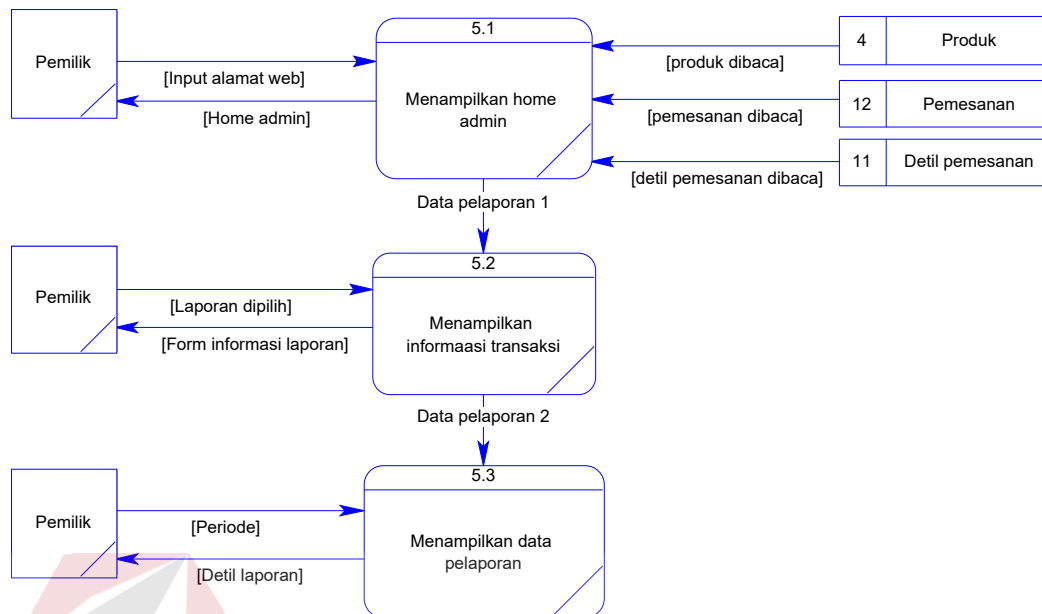 5.1
4
Produk
Pemilik
[Input alamat web]
[produk dibaca]
Menampilkan home
admin
12
Pemesanan
[Home admin]
[pemesanan dibaca]
11
Detil pemesanan
[detil pemesanan dibaca]
Data pelaporan 1
5.2
Pemilik
[Laporan dipilih]
Menampilkan
informaasi transaksi
[Form informasi laporan]
Data pelaporan 2
5.3
Pemilik
[Periode]
Menampilkan data
pelaporan
[Detil laporan]